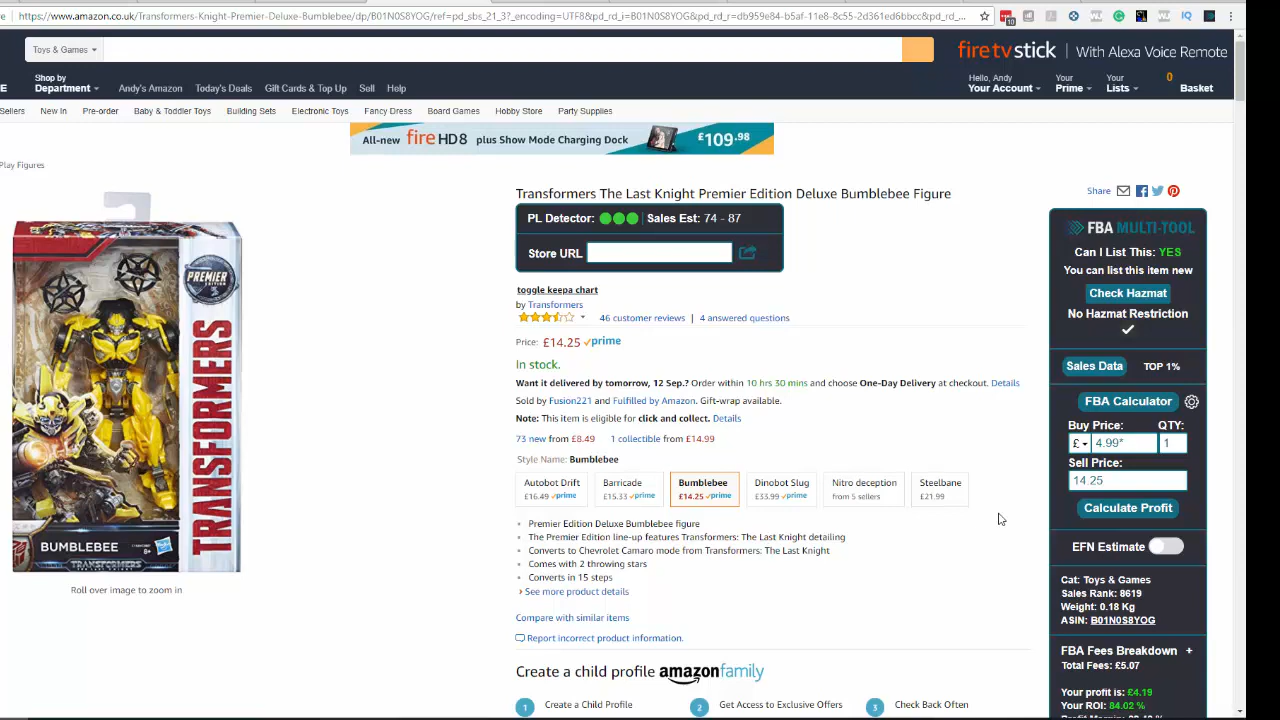 https://www.amazon.co.uk/Transformers-Knight-Premier-Deluxe-Bumblebee/dp/B01N0S8YOG/ref=pd_sbs_21_3?_encoding=UTF8&pd_rd_i=B01N0S8YOG&pd_rd_r=db959e84-b5af-11e8-8c55-2d361ed6bbcc&pd_rd_...
Toys & Games
fire tv stick | With Alexa Voice Remote
Shop by
Department
Andy's Amazon
Today's Deals
Gift Cards & Top Up
Sell
Help
Hello, Andy
Your Account
Your
Prime
Your
Lists
0
Basket
Sellers
New In
Pre-order
Baby & Toddler Toys
Building Sets
Electronic Toys
Fancy Dress
Board Games
Hobby Store
Party Supplies
All-new fire HD8 plus Show Mode Charging Dock £109.98
Play Figures
PREMIER
EDITION
TRANSFORMERS
BUMBLEBEE
8+
Hasbro
TRANSFORMERS
Roll over image to zoom in
Transformers The Last Knight Premier Edition Deluxe Bumblebee Figure
PL Detector: Sales Est: 74 - 87
Store URL
toggle keepa chart
by Transformers
46 customer reviews | 4 answered questions
Price: £14.25 prime
In stock.
Want it delivered by tomorrow, 12 Sep.? Order within 10 hrs 30 mins and choose One-Day Delivery at checkout. Details
Sold by Fusion221 and Fulfilled by Amazon. Gift-wrap available.
Note: This item is eligible for click and collect. Details
73 new from £8.49 1 collectible from £14.99
Style Name: Bumblebee
Autobot Drift
£16.49 prime
Barricade
£15.33 prime
Bumblebee
£14.25 prime
Dinobot Slug
£33.99 prime
Nitro deception
from 5 sellers
Steelbane
£21.99
Premier Edition Deluxe Bumblebee figure
The Premier Edition line-up features Transformers: The Last Knight detailing
Converts to Chevrolet Camaro mode from Transformers: The Last Knight
Comes with 2 throwing stars
Converts in 15 steps
› See more product details
Compare with similar items
Report incorrect product information.
Create a child profile amazonfamily
1 Create a Child Profile
2 Get Access to Exclusive Offers
3 Check Back Often
Share
FBA MULTI-TOOL
Can I List This: YES
You can list this item new
Check Hazmat
No Hazmat Restriction
Sales Data TOP 1%
FBA Calculator
Buy Price: QTY:
£ 4.99* 1
Sell Price:
14.25
Calculate Profit
EFN Estimate
Cat: Toys & Games
Sales Rank: 8619
Weight: 0.18 Kg
ASIN: B01N0S8YOG
FBA Fees Breakdown +
Total Fees: £5.07
Your profit is: £4.19
Your ROI: 84.02 %